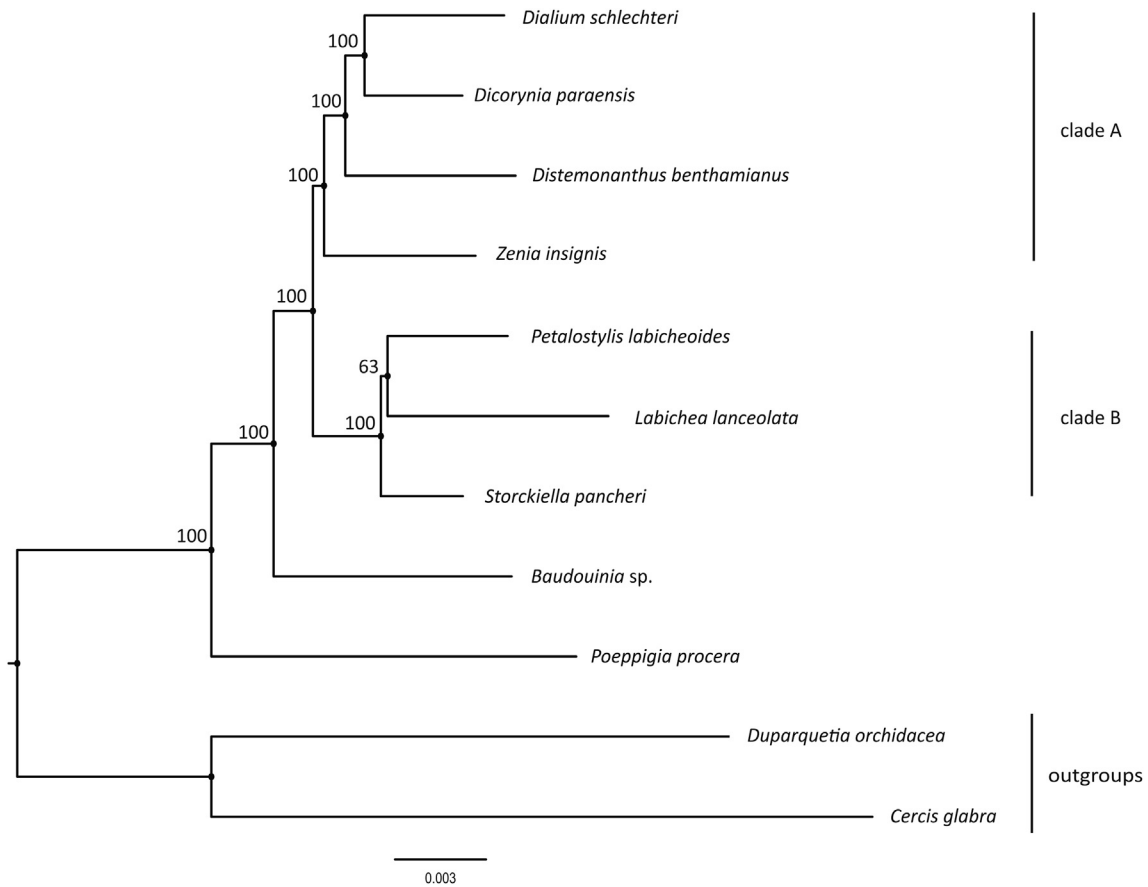 Dialium schlechteri
100
Dicorynia paraensis
100
clade A
Distemonanthus benthamianus
100
Zenia insignis
100
Petalostylis labicheoides
63
Labichea lanceolata
clade B
100
100
Storckiella pancheri
100
Baudouinia sp.
Poeppigia procera
Duparquetia orchidacea
outgroups
Cercis glabra
0.003